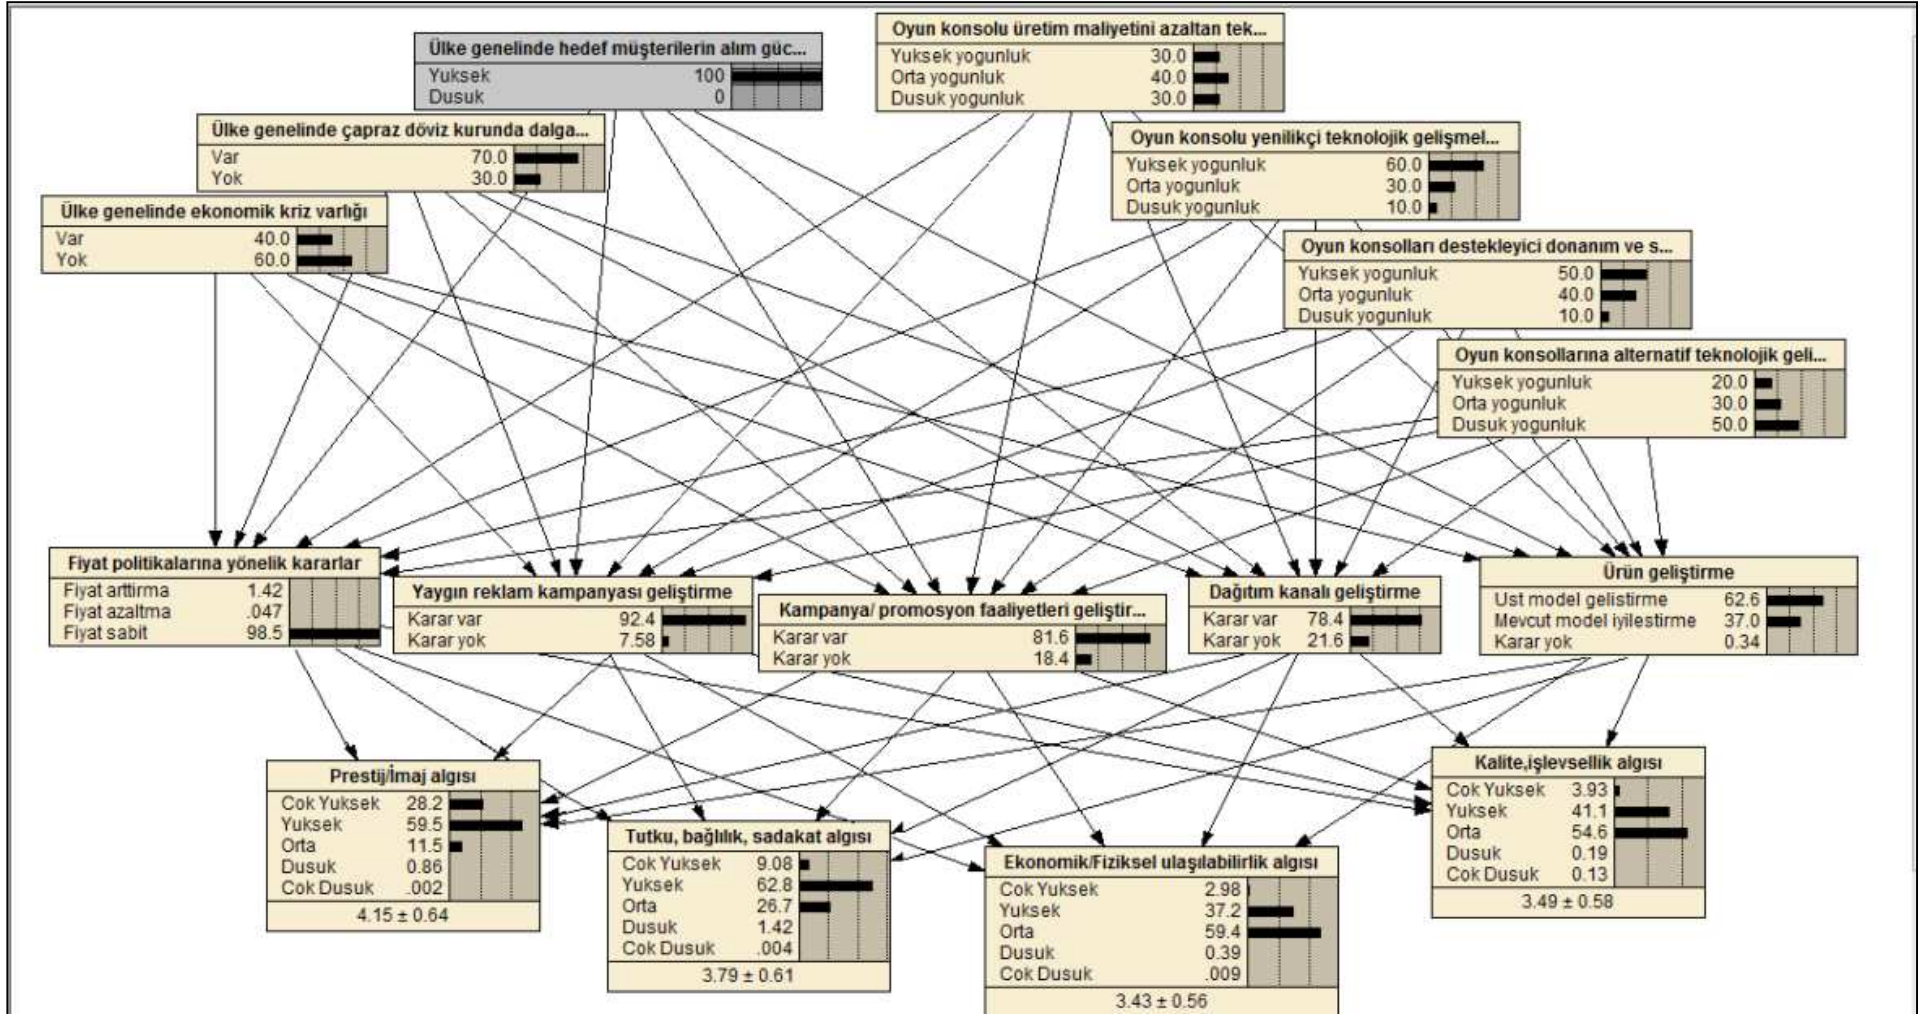 Ülke genelinde hedef müşterilerin alım güc...
Yuksek 100
Dusuk 0
Oyun konsolu üretim maliyetini azaltan tek...
Yuksek yogunluk 30.0
Orta yogunluk 40.0
Dusuk yogunluk 30.0
Ülke genelinde çapraz döviz kurunda dalga...
Var 70.0
Yok 30.0
Oyun konsolu yenilikçi teknolojik gelişmel...
Yuksek yogunluk 60.0
Orta yogunluk 30.0
Dusuk yogunluk 10.0
Ülke genelinde ekonomik kriz varlığı
Var 40.0
Yok 60.0
Oyun konsolları destekleyici donanım ve s...
Yuksek yogunluk 50.0
Orta yogunluk 40.0
Dusuk yogunluk 10.0
Oyun konsollarına alternatif teknolojik geli...
Yuksek yogunluk 20.0
Orta yogunluk 30.0
Dusuk yogunluk 50.0
Fiyat politikalarına yönelik kararlar
Fiyat arttirma 1.42
Fiyat azaltma .047
Fiyat sabit 98.5
Yaygın reklam kampanyası geliştirme
Karar var 92.4
Karar yok 7.58
Kampanya/ promosyon faaliyetleri geliştir...
Karar var 81.6
Karar yok 18.4
Dağıtım kanalı geliştirme
Karar var 78.4
Karar yok 21.6
Ürün geliştirme
Ust model gelistirme 62.6
Mevcut model iyilestirme 37.0
Karar yok 0.34
Prestij/İmaj algısı
Cok Yuksek 28.2
Yuksek 59.5
Orta 11.5
Dusuk 0.86
Cok Dusuk .002
4.15 ± 0.64
Tutku, bağlılık, sadakat algısı
Cok Yuksek 9.08
Yuksek 62.8
Orta 26.7
Dusuk 1.42
Cok Dusuk .004
3.79 ± 0.61
Ekonomik/Fiziksel ulaşılabilirlik algısı
Cok Yuksek 2.98
Yuksek 37.2
Orta 59.4
Dusuk 0.39
Cok Dusuk .009
3.43 ± 0.56
Kalite,işlevsellik algısı
Cok Yuksek 3.93
Yuksek 41.1
Orta 54.6
Dusuk 0.19
Cok Dusuk 0.13
3.49 ± 0.58